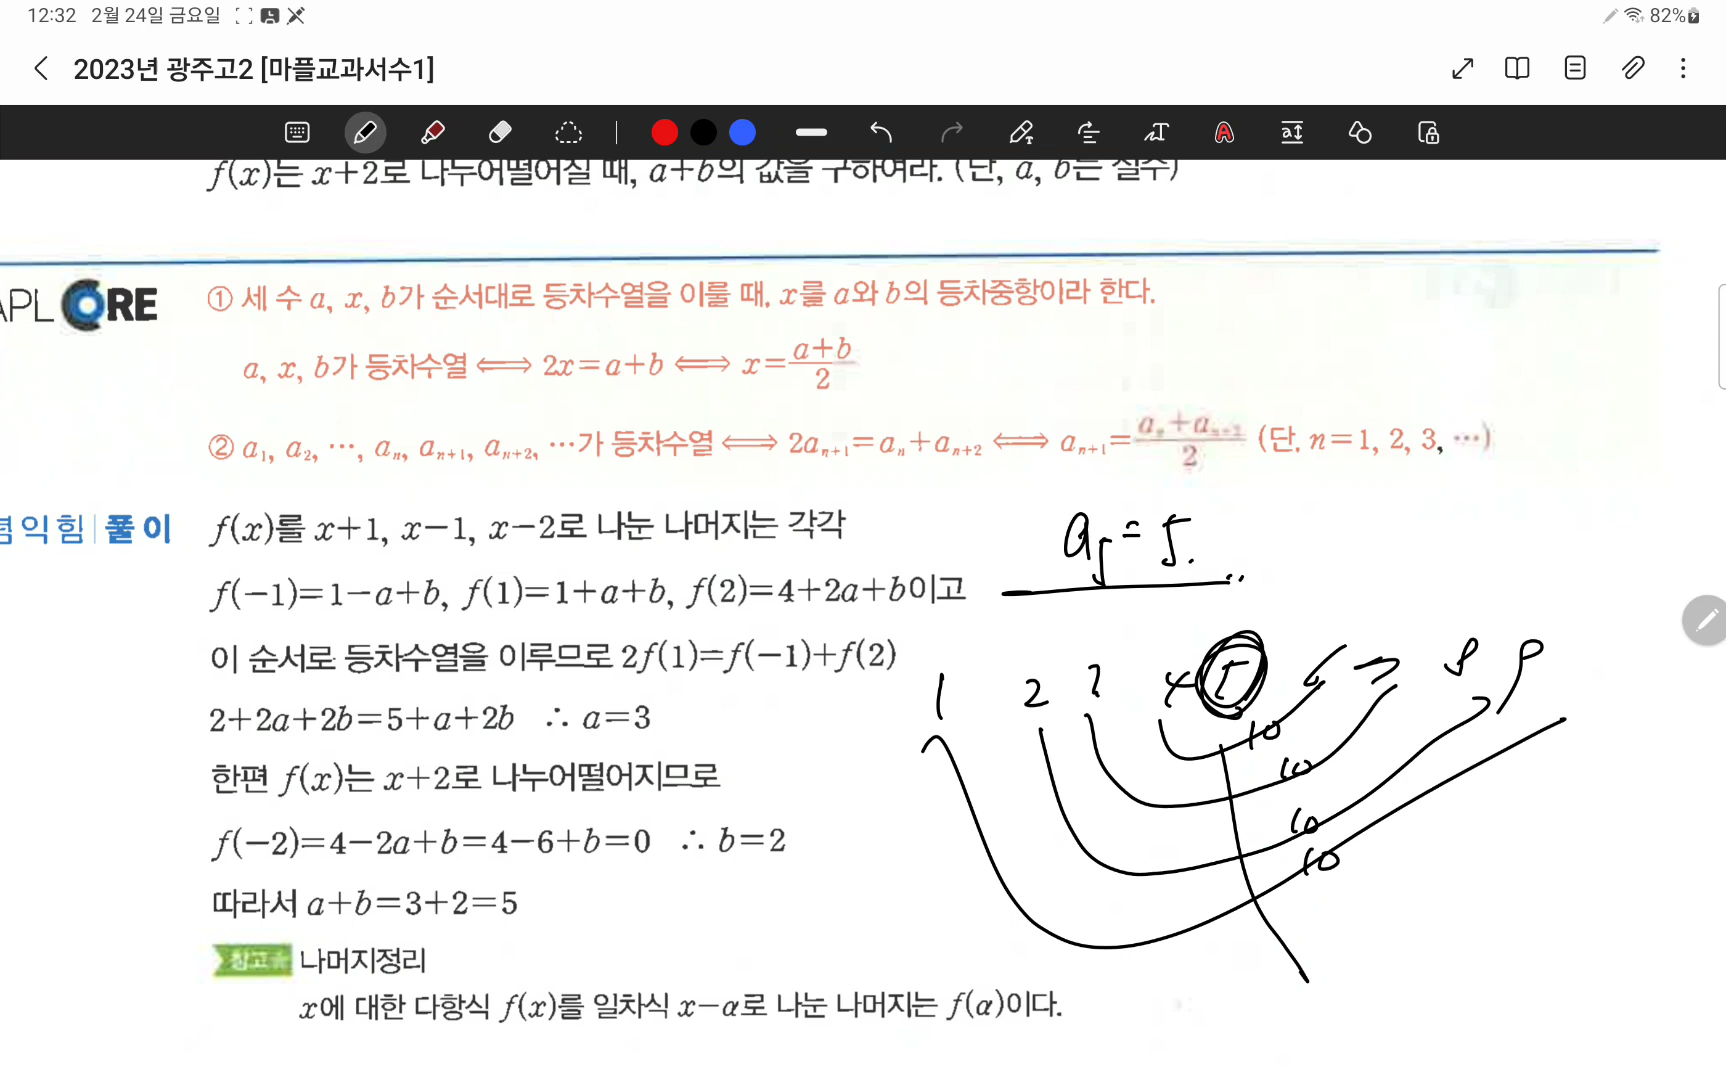 12:32 2월 24일 금요일 82%
2023년 광주고2 [마플교과서수1]
f(x)는 x+2로 나누어떨어질 때, a+b의 값을 구하여라. (단, a, b는 실수)
APL CORE
① 세 수 a, x, b가 순서대로 등차수열을 이룰 때, x를 a와 b의 등차중항이라 한다.
a, x, b가 등차수열 ⟺ 2x=a+b ⟺ x=\frac{a+b}{2}
② a₁, a₂, ⋯, aₙ, aₙ₊₁, aₙ₊₂, ⋯가 등차수열 ⟺ 2aₙ₊₁=aₙ+aₙ₊₂ ⟺ aₙ₊₁=\frac{aₙ+aₙ₊₂}{2} (단, n=1, 2, 3, ⋯)
념익힘 | 풀이
f(x)를 x+1, x−1, x−2로 나눈 나머지는 각각
f(−1)=1−a+b, f(1)=1+a+b, f(2)=4+2a+b이고
이 순서로 등차수열을 이루므로 2f(1)=f(−1)+f(2)
2+2a+2b=5+a+2b ∴ a=3
한편 f(x)는 x+2로 나누어떨어지므로
f(−2)=4−2a+b=4−6+b=0 ∴ b=2
따라서 a+b=3+2=5
참고
나머지정리
x에 대한 다항식 f(x)를 일차식 x−α로 나눈 나머지는 f(α)이다.
a₅=5.
1 2 3 4 5 6 7 8 9
10
10
10
10